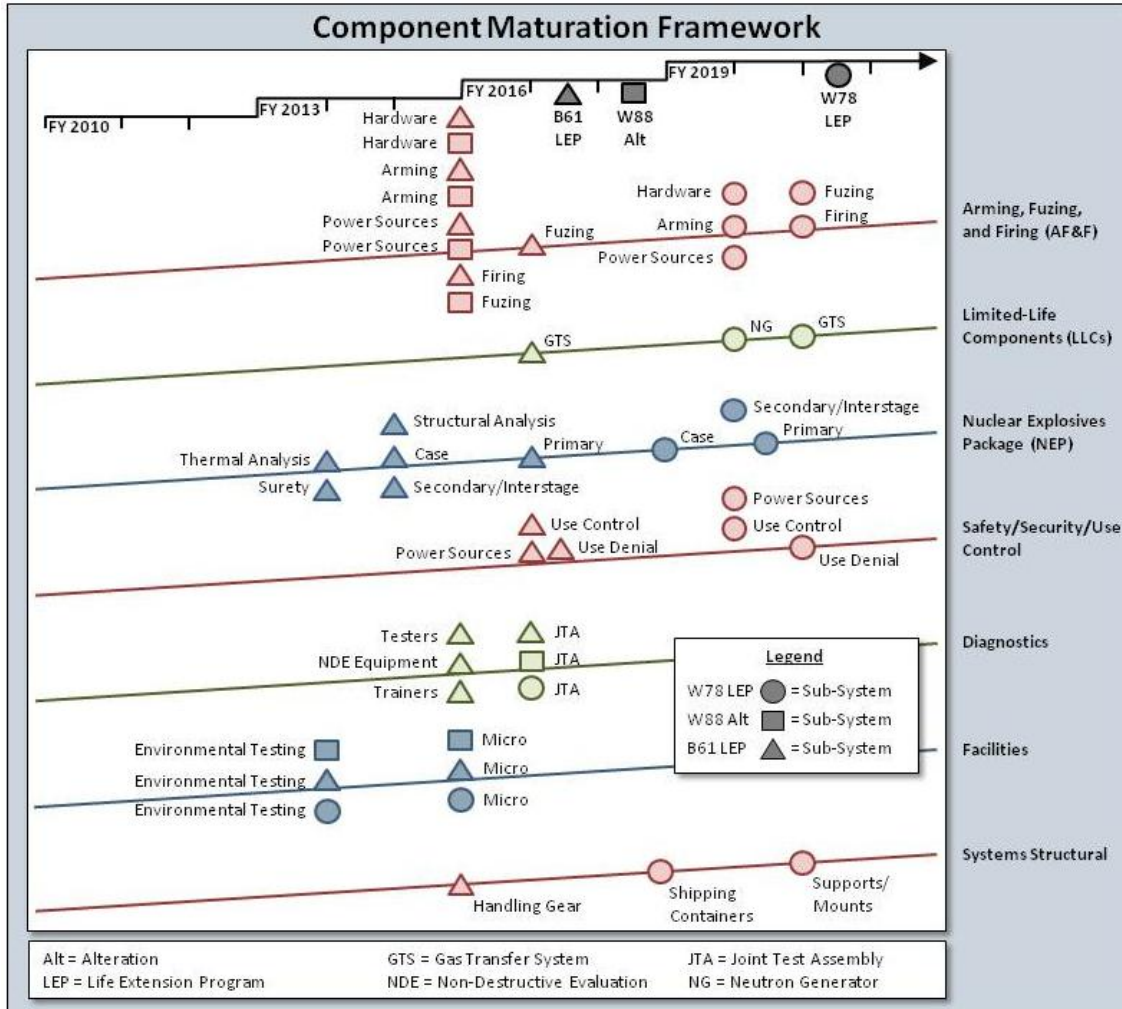 Component Maturation Framework
FY 2010
FY 2013
FY 2016
FY 2019
B61
LEP
W88
Alt
W78
LEP
Hardware
Hardware
Arming
Arming
Power Sources
Power Sources
Firing
Fuzing
Fuzing
Hardware
Arming
Power Sources
Fuzing
Firing
Arming, Fuzing,
and Firing (AF&F)
GTS
NG
GTS
Limited-Life
Components (LLCs)
Structural Analysis
Thermal Analysis
Case
Surety
Secondary/Interstage
Primary
Case
Secondary/Interstage
Primary
Nuclear Explosives
Package (NEP)
Use Control
Power Sources
Use Denial
Power Sources
Use Control
Use Denial
Safety/Security/Use
Control
Testers
NDE Equipment
Trainers
JTA
JTA
JTA
Diagnostics
Legend
W78 LEP = Sub-System
W88 Alt = Sub-System
B61 LEP = Sub-System
Environmental Testing
Environmental Testing
Environmental Testing
Micro
Micro
Micro
Facilities
Handling Gear
Shipping
Containers
Supports/
Mounts
Systems Structural
Alt = Alteration
LEP = Life Extension Program
GTS = Gas Transfer System
NDE = Non-Destructive Evaluation
JTA = Joint Test Assembly
NG = Neutron Generator